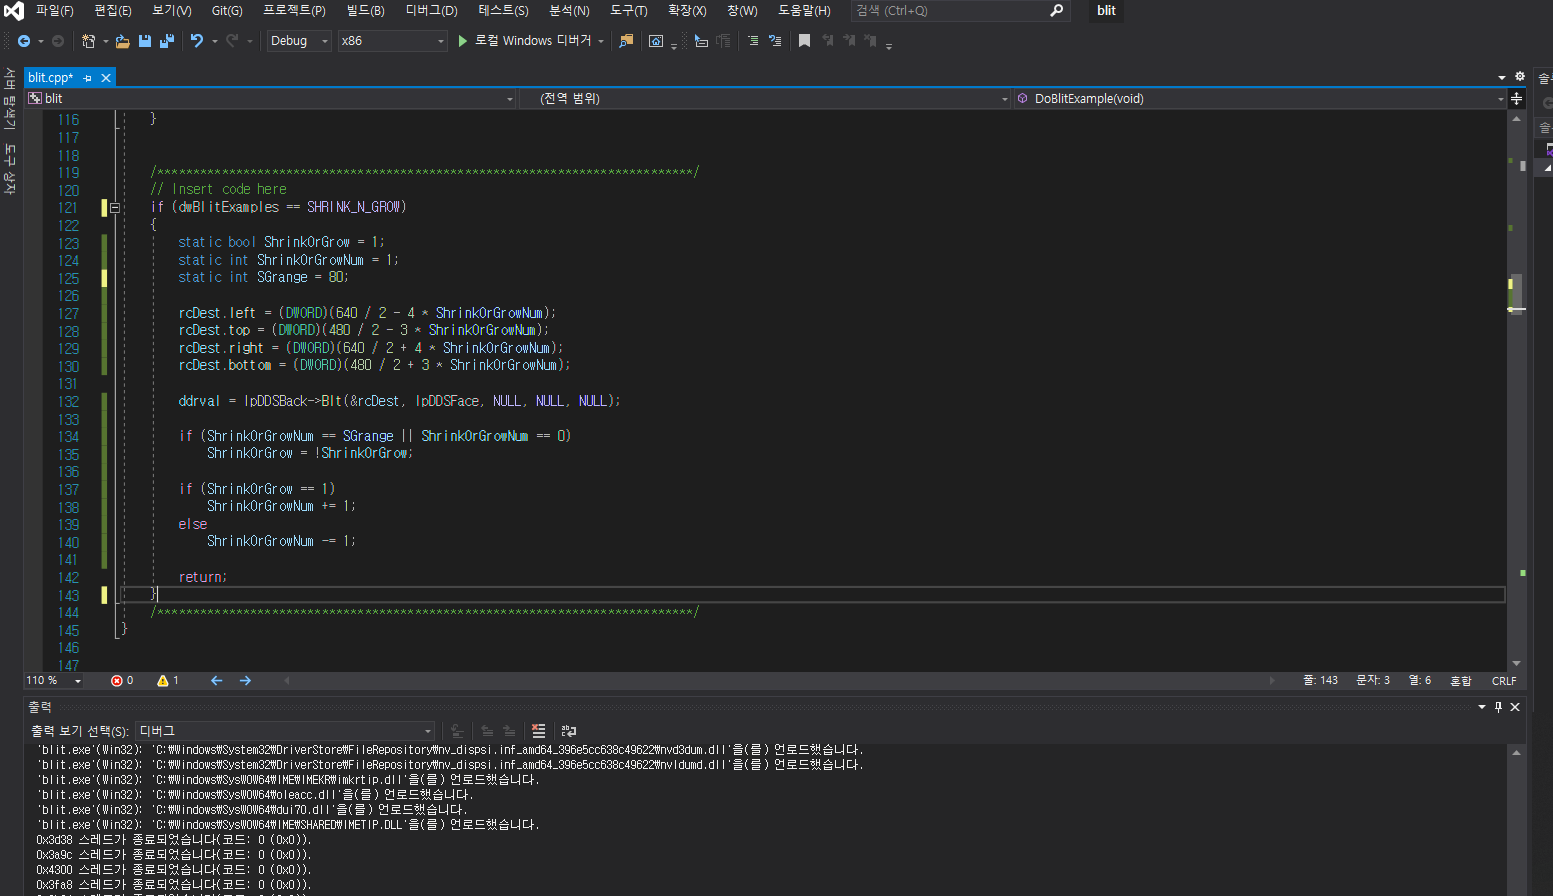 파일(F) 편집(E) 보기(V) Git(G) 프로젝트(P) 빌드(B) 디버그(D) 테스트(S) 분석(N) 도구(T) 확장(X) 창(W) 도움말(H) 검색 (Ctrl+Q) blit
Debug x86 로컬 Windows 디버거
서버 탐색기
도구 상자
blit.cpp*
blit (전역 범위) DoBlitExample(void)
116 }
117
118
119 /***************************************************************************/
120 // Insert code here
121 if (dwBlitExamples == SHRINK_N_GROW)
122 {
123 static bool ShrinkOrGrow = 1;
124 static int ShrinkOrGrowNum = 1;
125 static int SGrange = 80;
126
127 rcDest.left = (DWORD)(640 / 2 - 4 * ShrinkOrGrowNum);
128 rcDest.top = (DWORD)(480 / 2 - 3 * ShrinkOrGrowNum);
129 rcDest.right = (DWORD)(640 / 2 + 4 * ShrinkOrGrowNum);
130 rcDest.bottom = (DWORD)(480 / 2 + 3 * ShrinkOrGrowNum);
131
132 ddrval = lpDDSBack->Blt(&rcDest, lpDDSFace, NULL, NULL, NULL);
133
134 if (ShrinkOrGrowNum == SGrange || ShrinkOrGrowNum == 0)
135 ShrinkOrGrow = !ShrinkOrGrow;
136
137 if (ShrinkOrGrow == 1)
138 ShrinkOrGrowNum += 1;
139 else
140 ShrinkOrGrowNum -= 1;
141
142 return;
143 }
144 /***************************************************************************/
145 }
146
147
110 % 0 1 줄: 143 문자: 3 열: 6 혼합 CRLF
출력
출력 보기 선택(S): 디버그
'blit.exe'(Win32): 'C:₩Windows₩System32₩DriverStore₩FileRepository₩nv_dispsi.inf_amd64_396e5cc638c49622₩nvd3dum.dll'을(를) 언로드했습니다.
'blit.exe'(Win32): 'C:₩Windows₩System32₩DriverStore₩FileRepository₩nv_dispsi.inf_amd64_396e5cc638c49622₩nvldumd.dll'을(를) 언로드했습니다.
'blit.exe'(Win32): 'C:₩Windows₩SysWOW64₩IME₩IMEKR₩imkrtip.dll'을(를) 언로드했습니다.
'blit.exe'(Win32): 'C:₩Windows₩SysWOW64₩oleacc.dll'을(를) 언로드했습니다.
'blit.exe'(Win32): 'C:₩Windows₩SysWOW64₩dui70.dll'을(를) 언로드했습니다.
'blit.exe'(Win32): 'C:₩Windows₩SysWOW64₩IME₩SHARED₩IMETIP.DLL'을(를) 언로드했습니다.
0x3d38 스레드가 종료되었습니다(코드: 0 (0x0)).
0x3a9c 스레드가 종료되었습니다(코드: 0 (0x0)).
0x4300 스레드가 종료되었습니다(코드: 0 (0x0)).
0x3fa8 스레드가 종료되었습니다(코드: 0 (0x0)).